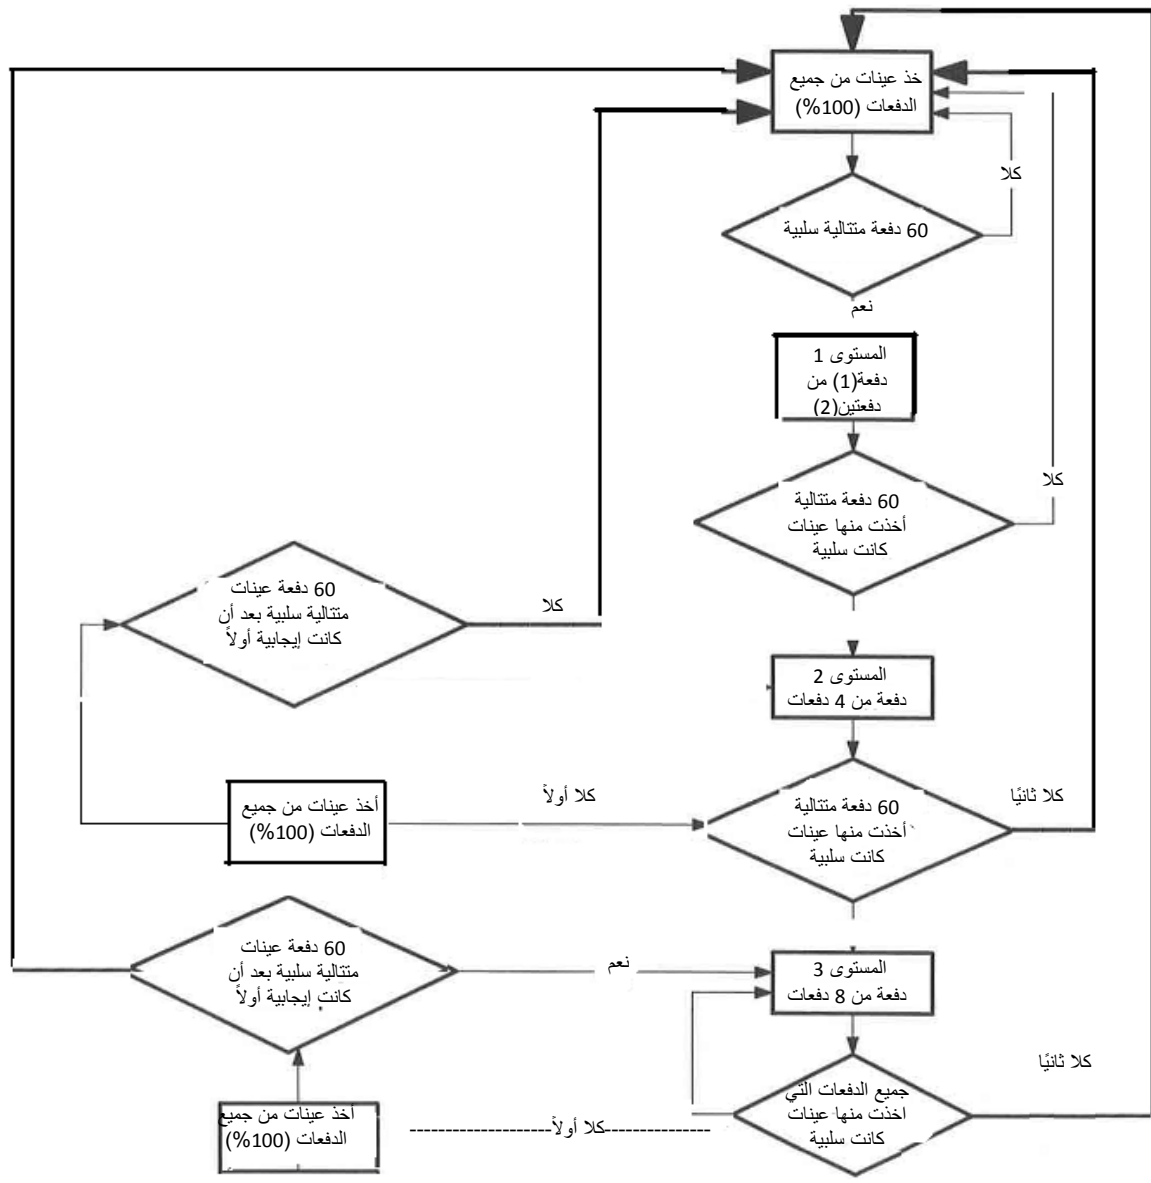 خذ عينات من جميع
الدفعات (100%)
كلا
60 دفعة متتالية سلبية
نعم
المستوى 1
دفعة(1) من
دفعتين(2)
كلا
60 دفعة متتالية
أخذت منها عينات
كانت سلبية
60 دفعة عينات
متتالية سلبية بعد أن
كانت إيجابية أولاً
كلا
المستوى 2
دفعة من 4 دفعات
أخذ عينات من جميع
الدفعات (100%)
كلا أولاً
60 دفعة متتالية
أخذت منها عينات
كانت سلبية
كلا ثانيًا
60 دفعة عينات
متتالية سلبية بعد أن
كانت إيجابية أولاً
نعم
المستوى 3
دفعة من 8 دفعات
كلا ثانيًا
جميع الدفعات التي
اخذت منها عينات
كانت سلبية
كلا أولاً
أخذ عينات من جميع
الدفعات (100%)